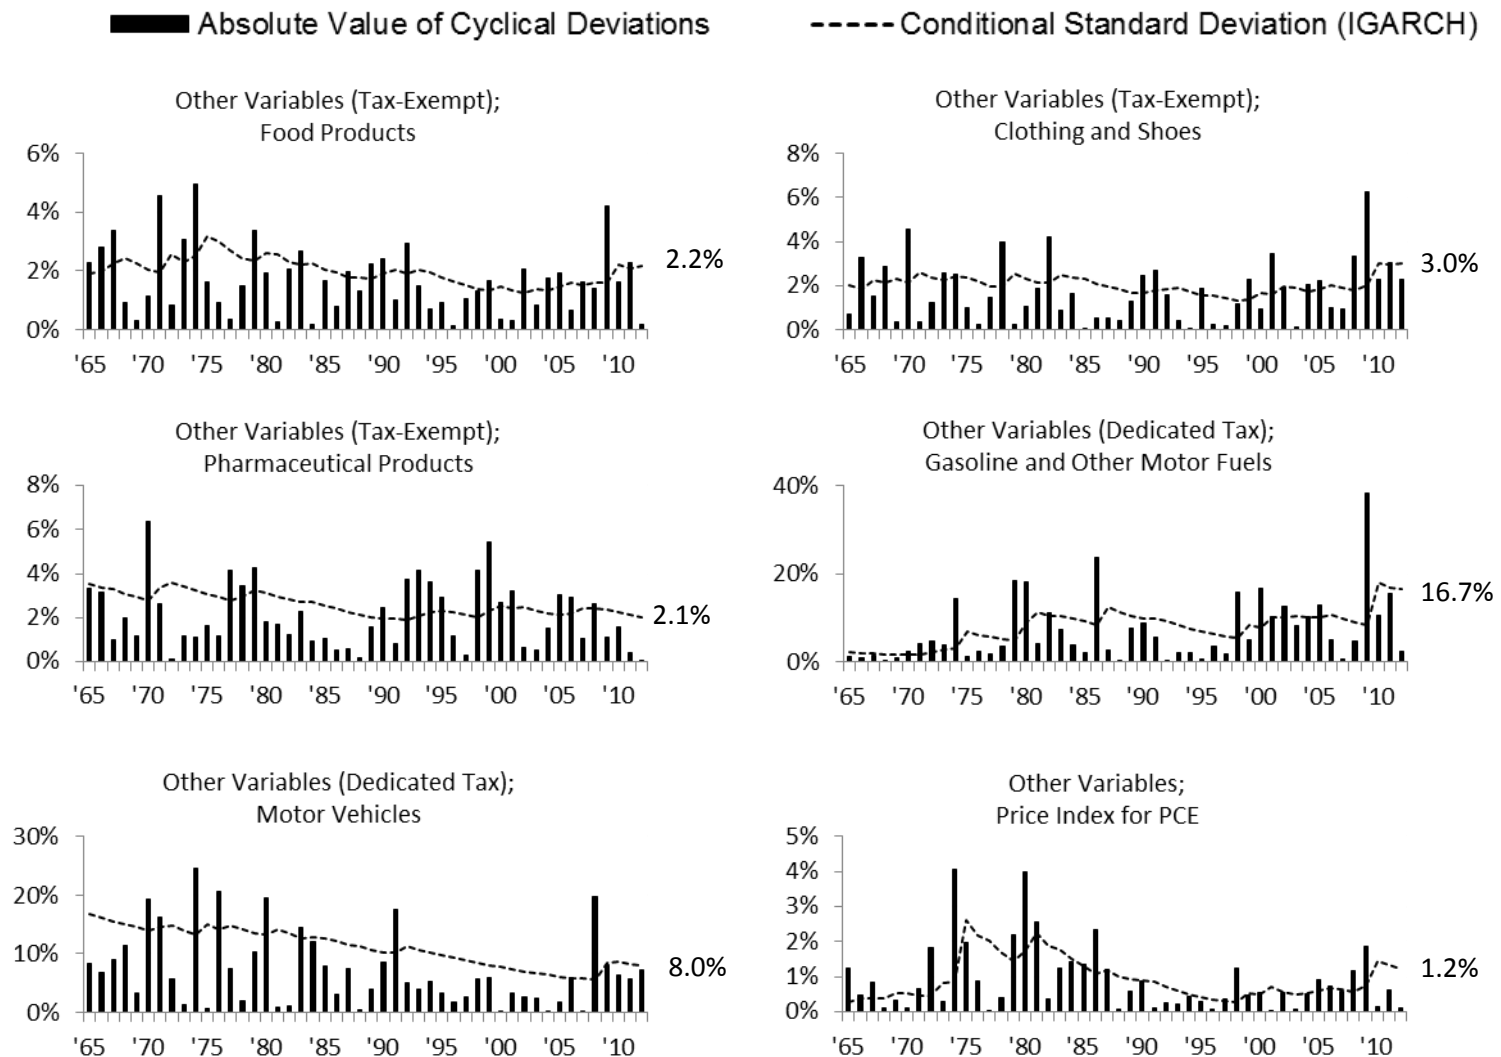 Absolute Value of Cyclical Deviations
Conditional Standard Deviation (IGARCH)
Other Variables (Tax-Exempt);
Food Products
6%
4%
2%
0%
2.2%
'65 '70 '75 '80 '85 '90 '95 '00 '05 '10
Other Variables (Tax-Exempt);
Clothing and Shoes
8%
6%
4%
2%
0%
3.0%
'65 '70 '75 '80 '85 '90 '95 '00 '05 '10
Other Variables (Tax-Exempt);
Pharmaceutical Products
8%
6%
4%
2%
0%
2.1%
'65 '70 '75 '80 '85 '90 '95 '00 '05 '10
Other Variables (Dedicated Tax);
Gasoline and Other Motor Fuels
40%
20%
0%
16.7%
'65 '70 '75 '80 '85 '90 '95 '00 '05 '10
Other Variables (Dedicated Tax);
Motor Vehicles
30%
20%
10%
0%
8.0%
'65 '70 '75 '80 '85 '90 '95 '00 '05 '10
Other Variables;
Price Index for PCE
5%
4%
3%
2%
1%
0%
1.2%
'65 '70 '75 '80 '85 '90 '95 '00 '05 '10